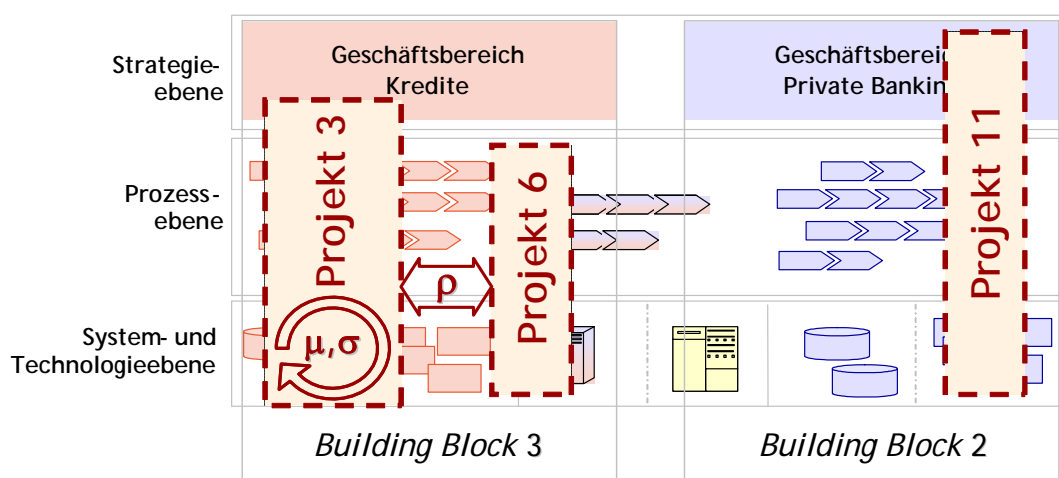 Geschäftsbereich
Kredite
Geschäftsberei
Private Bankin
Strategie-
ebene
Projekt 3
Projekt 6
Projekt 11
Prozess-
ebene
ρ
System- und
Technologieebene
μ,σ
Building Block 3
Building Block 2